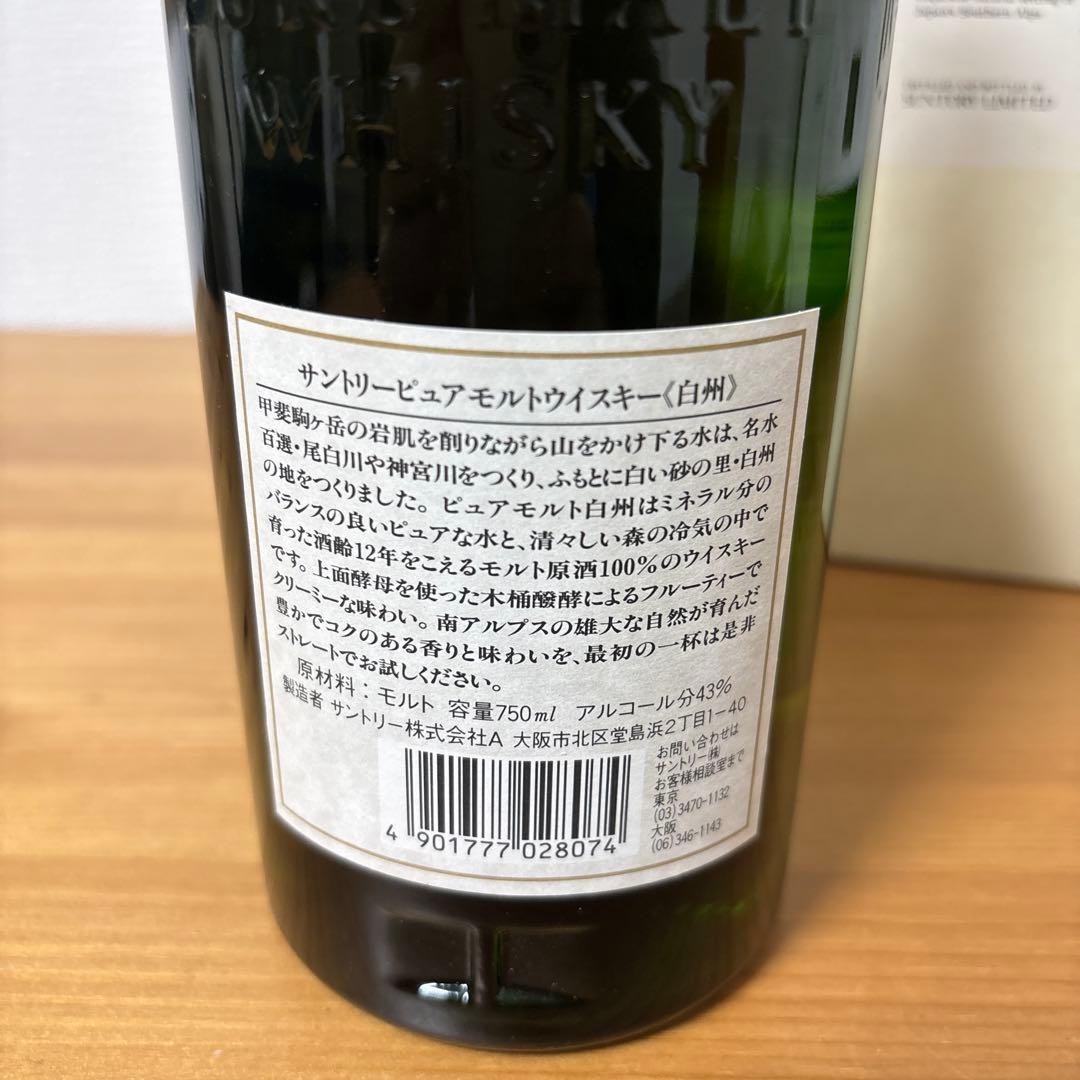 PURE MALT
WHISKY
SUNTORY LIMITED
サントリーピュアモルトウイスキー《白州》
甲斐駒ヶ岳の岩肌を削りながら山をかけ下る水は、名水
百選・尾白川や神宮川をつくり、ふもとに白い砂の里・白州
の地をつくりました。ピュアモルト白州はミネラル分の
バランスの良いピュアな水と、清々しい森の冷気の中で
育った酒齢12年をこえるモルト原酒100%のウイスキー
です。上面酵母を使った木桶醗酵によるフルーティーで
クリーミーな味わい。南アルプスの雄大な自然が育んだ
豊かでコクのある香りと味わいを、最初の一杯は是非
ストレートでお試しください。
原材料：モルト 容量750ml アルコール分43%
製造者 サントリー株式会社A 大阪市北区堂島浜2丁目1-40
お問い合わせは
サントリー㈱
お客様相談室まで
東京
(03)3470-1132
大阪
(06)346-1143
4 901777 028074